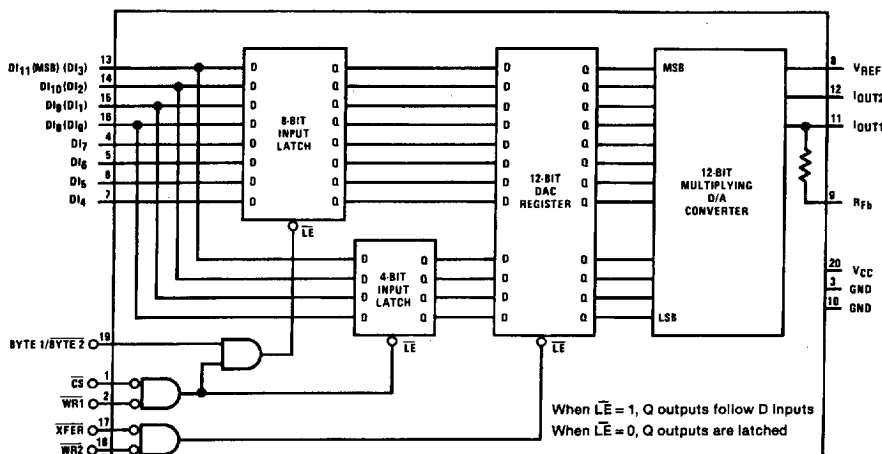 DI11(MSB)(DI3) 13
DI10(DI2) 14
DI9(DI1) 15
DI8(DI0) 16
DI7 4
DI6 5
DI5 6
DI4 7
D Q
D Q
D Q
D Q
D Q
D Q
D Q
D Q
8-BIT
INPUT
LATCH
LE
D Q
D Q
D Q
D Q
4-BIT
INPUT
LATCH
LE
D Q
D Q
D Q
D Q
D Q
D Q
D Q
D Q
D Q
D Q
D Q
D Q
12-BIT
DAC
REGISTER
LE
MSB
12-BIT
MULTIPLYING
D/A
CONVERTER
LSB
8 VREF
12 IOUT2
11 IOUT1
9 RFb
20 VCC
3 GND
10 GND
BYTE 1/BYTE 2 19
CS 1
WR1 2
XFER 17
WR2 18
When LE = 1, Q outputs follow D Inputs
When LE = 0, Q outputs are latched